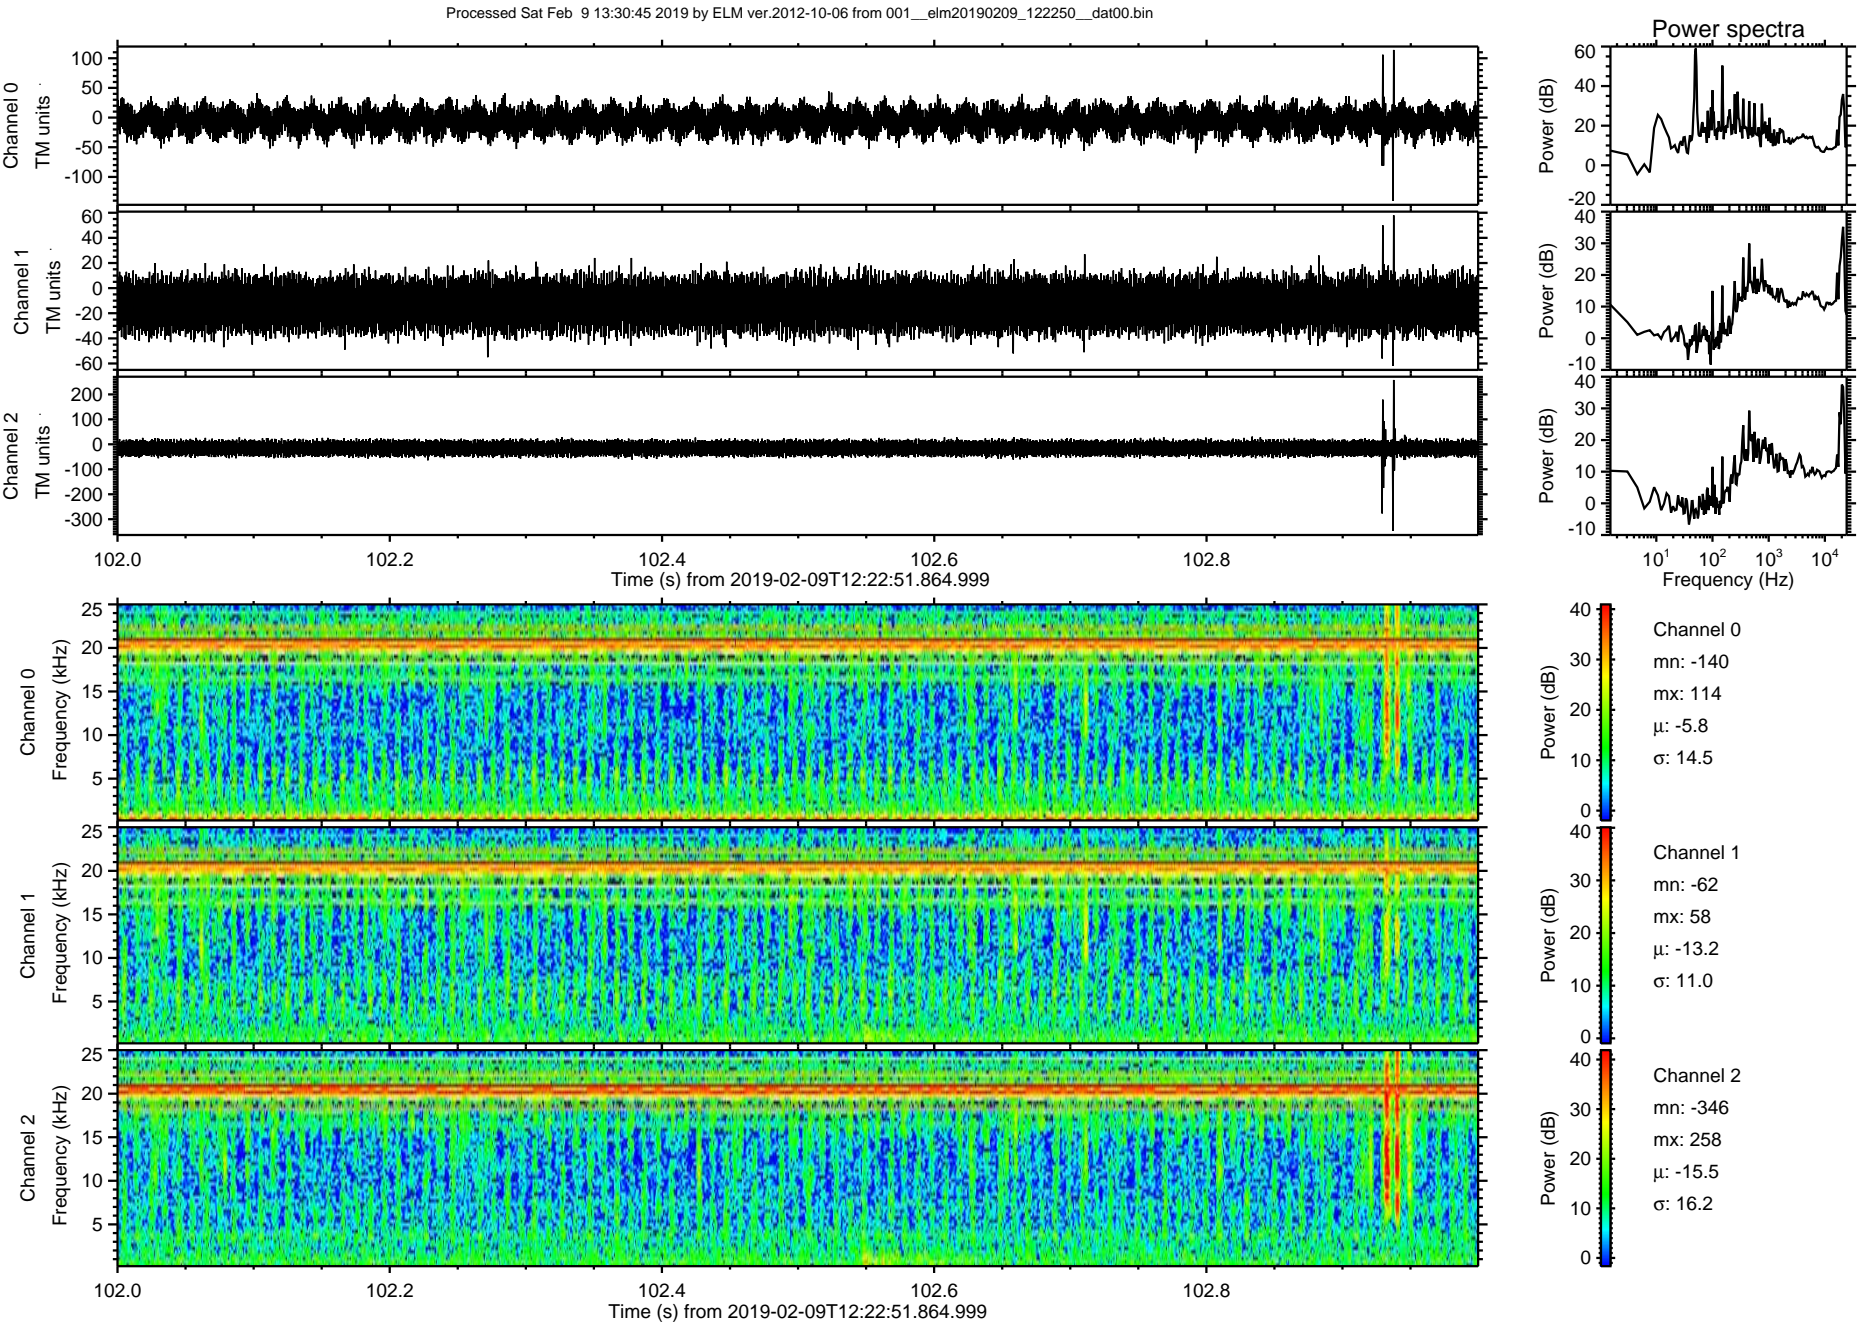 Processed Sat Feb  9 13:30:45 2019 by ELM ver.2012-10-06 from 001__elm20190209_122250__dat00.bin
Power spectra
Channel 0
TM units
100
50
0
-50
-100
Power (dB)
60
40
20
0
-20
Channel 1
TM units
60
40
20
0
-20
-40
-60
Power (dB)
40
30
20
10
0
-10
Channel 2
TM units
200
100
0
-100
-200
-300
Power (dB)
40
30
20
10
0
-10
102.0 102.2 102.4 102.6 102.8
Time (s) from 2019-02-09T12:22:51.864.999
10¹ 10² 10³ 10⁴
Frequency (Hz)
Channel 0
Frequency (kHz)
25
20
15
10
5
Power (dB)
40
30
20
10
0
Channel 0
mn: -140
mx: 114
μ: -5.8
σ: 14.5
Channel 1
Frequency (kHz)
25
20
15
10
5
Power (dB)
40
30
20
10
0
Channel 1
mn: -62
mx: 58
μ: -13.2
σ: 11.0
Channel 2
Frequency (kHz)
25
20
15
10
5
Power (dB)
40
30
20
10
0
Channel 2
mn: -346
mx: 258
μ: -15.5
σ: 16.2
102.0 102.2 102.4 102.6 102.8
Time (s) from 2019-02-09T12:22:51.864.999